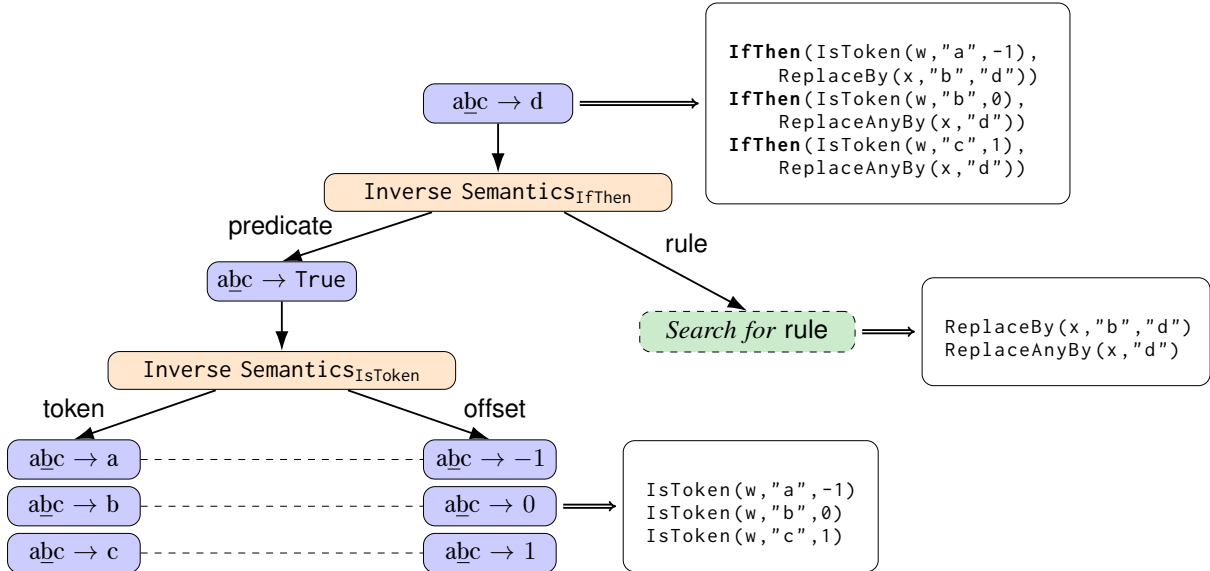 IfThen(IsToken(w,"a",-1),
ReplaceBy(x,"b","d"))
IfThen(IsToken(w,"b",0),
ReplaceAnyBy(x,"d"))
IfThen(IsToken(w,"c",1),
ReplaceAnyBy(x,"d"))
abc → d
Inverse SemanticsIfThen
predicate
rule
abc → True
Search for rule
ReplaceBy(x,"b","d")
ReplaceAnyBy(x,"d")
Inverse SemanticsIsToken
token
offset
abc → a
abc → −1
abc → b
abc → 0
abc → c
abc → 1
IsToken(w,"a",-1)
IsToken(w,"b",0)
IsToken(w,"c",1)